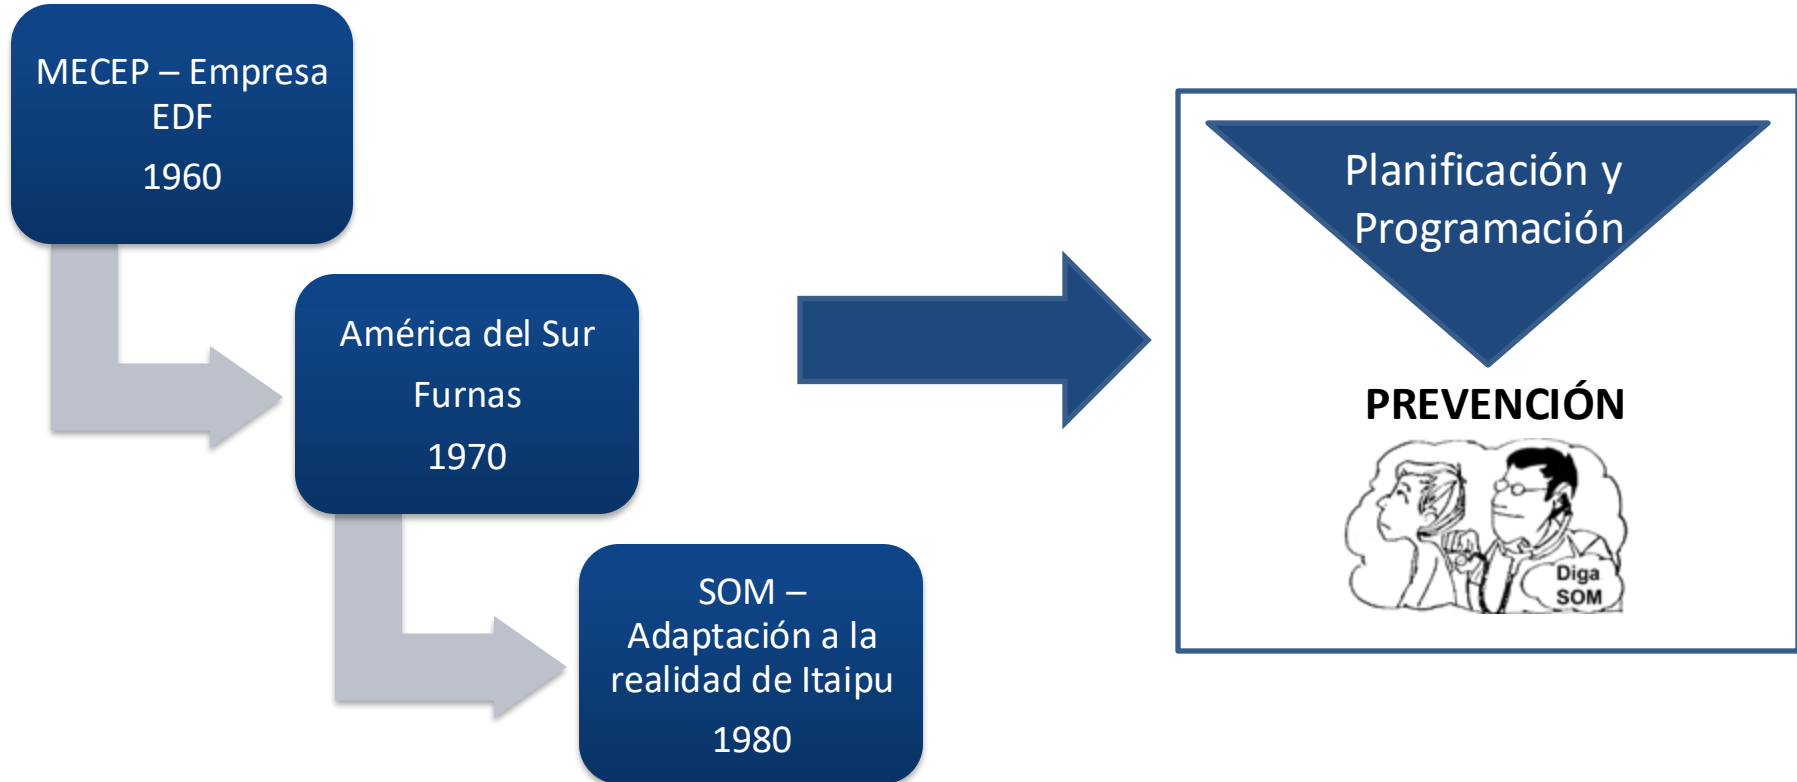 MECEP – Empresa
EDF
1960
América del Sur
Furnas
1970
SOM –
Adaptación a la
realidad de Itaipu
1980
Planificación y
Programación
PREVENCIÓN
Diga
SOM